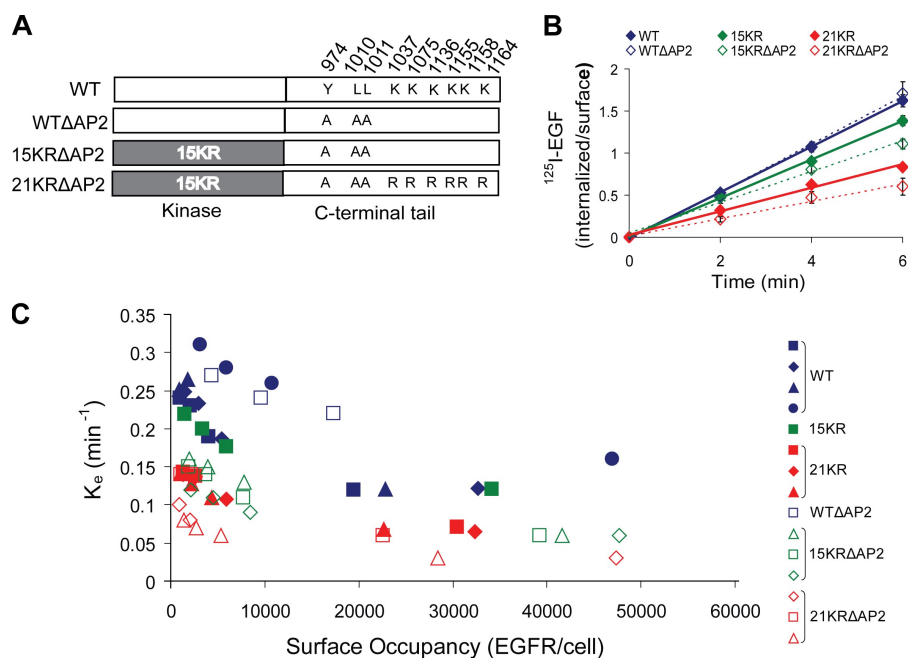 A
974 1010 1011 1037 1075 1136 1155 1158 1164
WT Y LL K K K KK K
WTΔAP2 A AA
15KRΔAP2 15KR A AA
21KRΔAP2 15KR A AA R R R RR R
Kinase C-terminal tail
B
WT 15KR 21KR
WTΔAP2 15KRΔAP2 21KRΔAP2
¹²⁵I-EGF
(internalized/surface)
2
1.5
1
0.5
0
0 2 4 6
Time (min)
C
Kₑ (min⁻¹)
0.35
0.3
0.25
0.2
0.15
0.1
0.05
0
0 10000 20000 30000 40000 50000 60000
Surface Occupancy (EGFR/cell)
WT
15KR
21KR
WTΔAP2
15KRΔAP2
21KRΔAP2